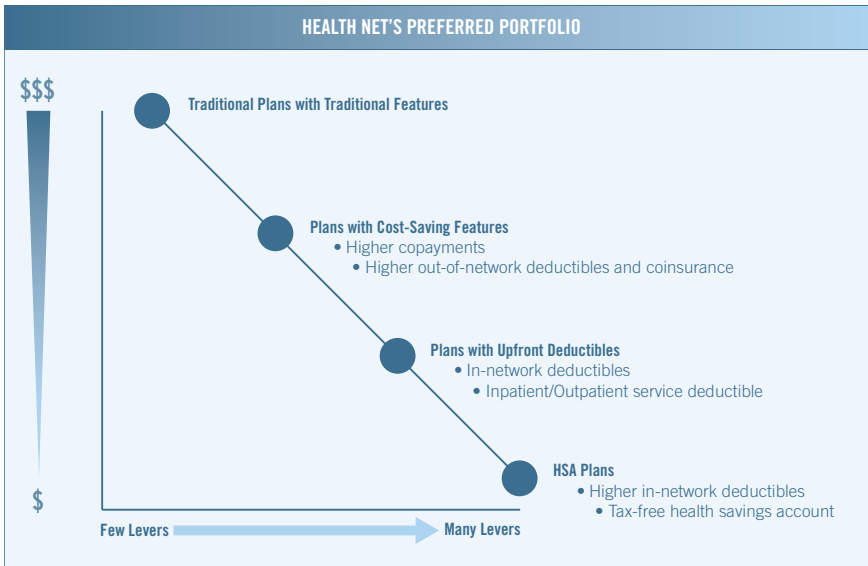 HEALTH NET'S PREFERRED PORTFOLIO
$$$
Traditional Plans with Traditional Features
Plans with Cost-Saving Features
• Higher copayments
• Higher out-of-network deductibles and coinsurance
Plans with Upfront Deductibles
• In-network deductibles
• Inpatient/Outpatient service deductible
HSA Plans
• Higher in-network deductibles
• Tax-free health savings account
$
Few Levers
Many Levers